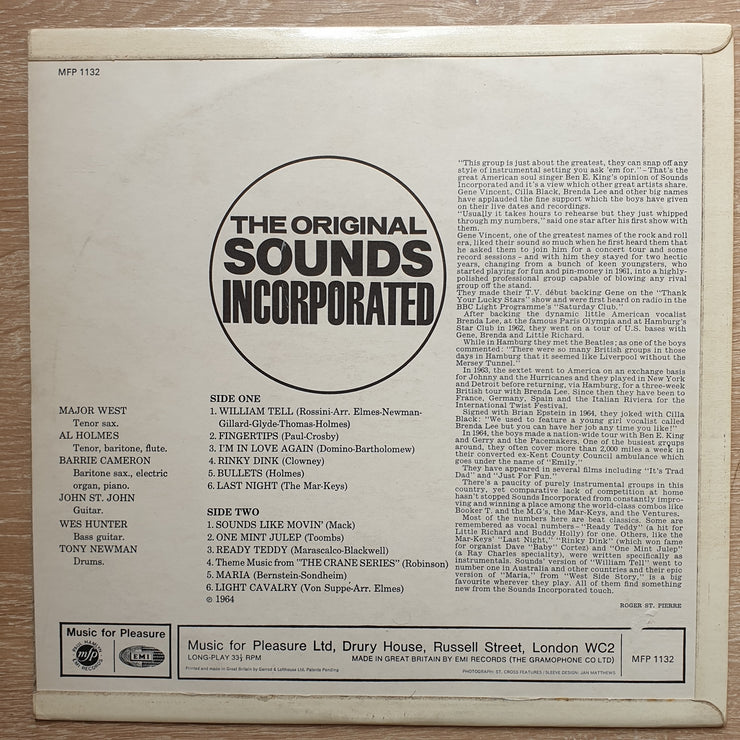 MFP 1132
THE ORIGINAL
SOUNDS
INCORPORATED
MAJOR WEST
Tenor sax.
AL HOLMES
Tenor, baritone, flute.
BARRIE CAMERON
Baritone sax., electric
organ, piano.
JOHN ST. JOHN
Guitar.
WES HUNTER
Bass guitar.
TONY NEWMAN
Drums.
SIDE ONE
1. WILLIAM TELL (Rossini-Arr. Elmes-Newman-
Gillard-Glyde-Thomas-Holmes)
2. FINGERTIPS (Paul-Crosby)
3. I'M IN LOVE AGAIN (Domino-Bartholomew)
4. RINKY DINK (Clowney)
5. BULLETS (Holmes)
6. LAST NIGHT (The Mar-Keys)
SIDE TWO
1. SOUNDS LIKE MOVIN' (Mack)
2. ONE MINT JULEP (Toombs)
3. READY TEDDY (Marascalco-Blackwell)
4. Theme Music from "THE CRANE SERIES" (Robinson)
5. MARIA (Bernstein-Sondheim)
6. LIGHT CAVALRY (Von Suppe-Arr. Elmes)
℗ 1964
"This group is just about the greatest, they can snap off any
style of instrumental setting you ask 'em for."–That's the
great American soul singer Ben E. King's opinion of Sounds
Incorporated and it's a view which other great artists share.
Gene Vincent, Cilla Black, Brenda Lee and other big names
have applauded the fine support which the boys have given
on their live dates and recordings.
"Usually it takes hours to rehearse but they just whipped
through my numbers," said one star after his first show with
them.
Gene Vincent, one of the greatest names of the rock and roll
era, liked their sound so much when he first heard them that
he asked them to join him for a concert tour and some
record sessions – and with him they stayed for two hectic
years, changing from a bunch of keen youngsters, who
started playing for fun and pin-money in 1961, into a highly-
polished professional group capable of blowing any rival
group off the stand.
They made their T.V. début backing Gene on the "Thank
Your Lucky Stars" show and were first heard on radio in the
BBC Light Programme's "Saturday Club."
After backing the dynamic little American vocalist
Brenda Lee, at the famous Paris Olympia and at Hamburg's
Star Club in 1962, they went on a tour of U.S. bases with
Gene, Brenda and Little Richard.
While in Hamburg they met the Beatles; as one of the boys
commented: "There were so many British groups in those
days in Hamburg that it seemed like Liverpool without the
Mersey Tunnel."
In 1963, the sextet went to America on an exchange basis
for Johnny and the Hurricanes and they played in New York
and Detroit before returning, via Hamburg, for a three-week
British tour with Brenda Lee. Since then they have been to
France, Germany, Spain and the Italian Riviera for the
International Twist Festival.
Signed with Brian Epstein in 1964, they joked with Cilla
Black: "We used to feature a young girl vocalist called
Brenda Lee but you can have her job any time you like!"
In 1964, the boys made a nation-wide tour with Ben E. King
and Gerry and the Pacemakers. One of the busiest groups
around, they often cover more than 2,000 miles a week in
their converted ex-Kent County Council ambulance which
goes under the name of "Emily."
They have appeared in several films including "It's Trad
Dad" and "Just For Fun."
There's a paucity of purely instrumental groups in this
country, yet comparative lack of competition at home
hasn't stopped Sounds Incorporated from constantly improv-
ing and winning a place among the world-class combos like
Booker T. and the M.G's, the Mar-Keys, and the Ventures.
Most of the numbers here are beat classics. Some are
remembered as vocal numbers – "Ready Teddy" (a hit for
Little Richard and Buddy Holly) for one. Others, like the
Mar-Keys' "Last Night," "Rinky Dink" (which won fame
for organist Dave "Baby" Cortez) and "One Mint Julep"
(a Ray Charles speciality), were written specifically as
instrumentals. Sounds' version of "William Tell" went to
number one in Australia and other countries and their epic
version of "Maria," from "West Side Story," is a big
favourite wherever they play. All of them add something
new from the Sounds Incorporated touch.
ROGER ST. PIERRE
Music for Pleasure
PAUL HAMLYN
mfp
EMI RECORDS
EMI
Music for Pleasure Ltd, Drury House, Russell Street, London WC2
LONG-PLAY 33⅓ RPM
MADE IN GREAT BRITAIN BY EMI RECORDS (THE GRAMOPHONE CO LTD)
MFP 1132
Printed and made in Great Britain by Garrod & Lofthouse Ltd. Patents Pending
PHOTOGRAPH: ST. CROSS FEATURES / SLEEVE DESIGN: JAN MATTHEWS